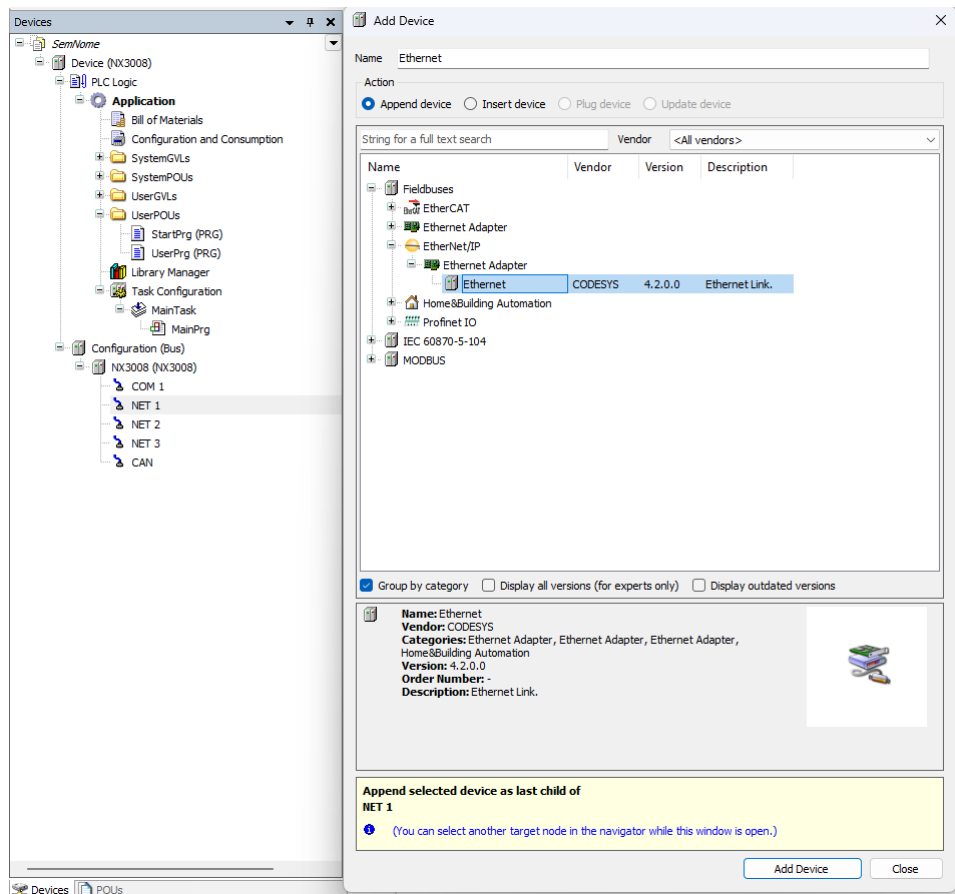 Devices
SemNome
Device (NX3008)
PLC Logic
Application
Bill of Materials
Configuration and Consumption
SystemGVLs
SystemPOUs
UserGVLs
UserPOUs
StartPrg (PRG)
UserPrg (PRG)
Library Manager
Task Configuration
MainTask
MainPrg
Configuration (Bus)
NX3008 (NX3008)
COM 1
NET 1
NET 2
NET 3
CAN
Devices POUs
Add Device
Name Ethernet
Action
Append device Insert device Plug device Update device
String for a full text search Vendor <All vendors>
Name Vendor Version Description
Fieldbuses
EtherCAT
Ethernet Adapter
EtherNet/IP
Ethernet Adapter
Ethernet CODESYS 4.2.0.0 Ethernet Link.
Home&Building Automation
Profinet IO
IEC 60870-5-104
MODBUS
Group by category Display all versions (for experts only) Display outdated versions
Name: Ethernet
Vendor: CODESYS
Categories: Ethernet Adapter, Ethernet Adapter, Ethernet Adapter,
Home&Building Automation
Version: 4.2.0.0
Order Number: -
Description: Ethernet Link.
Append selected device as last child of
NET 1
(You can select another target node in the navigator while this window is open.)
Add Device Close